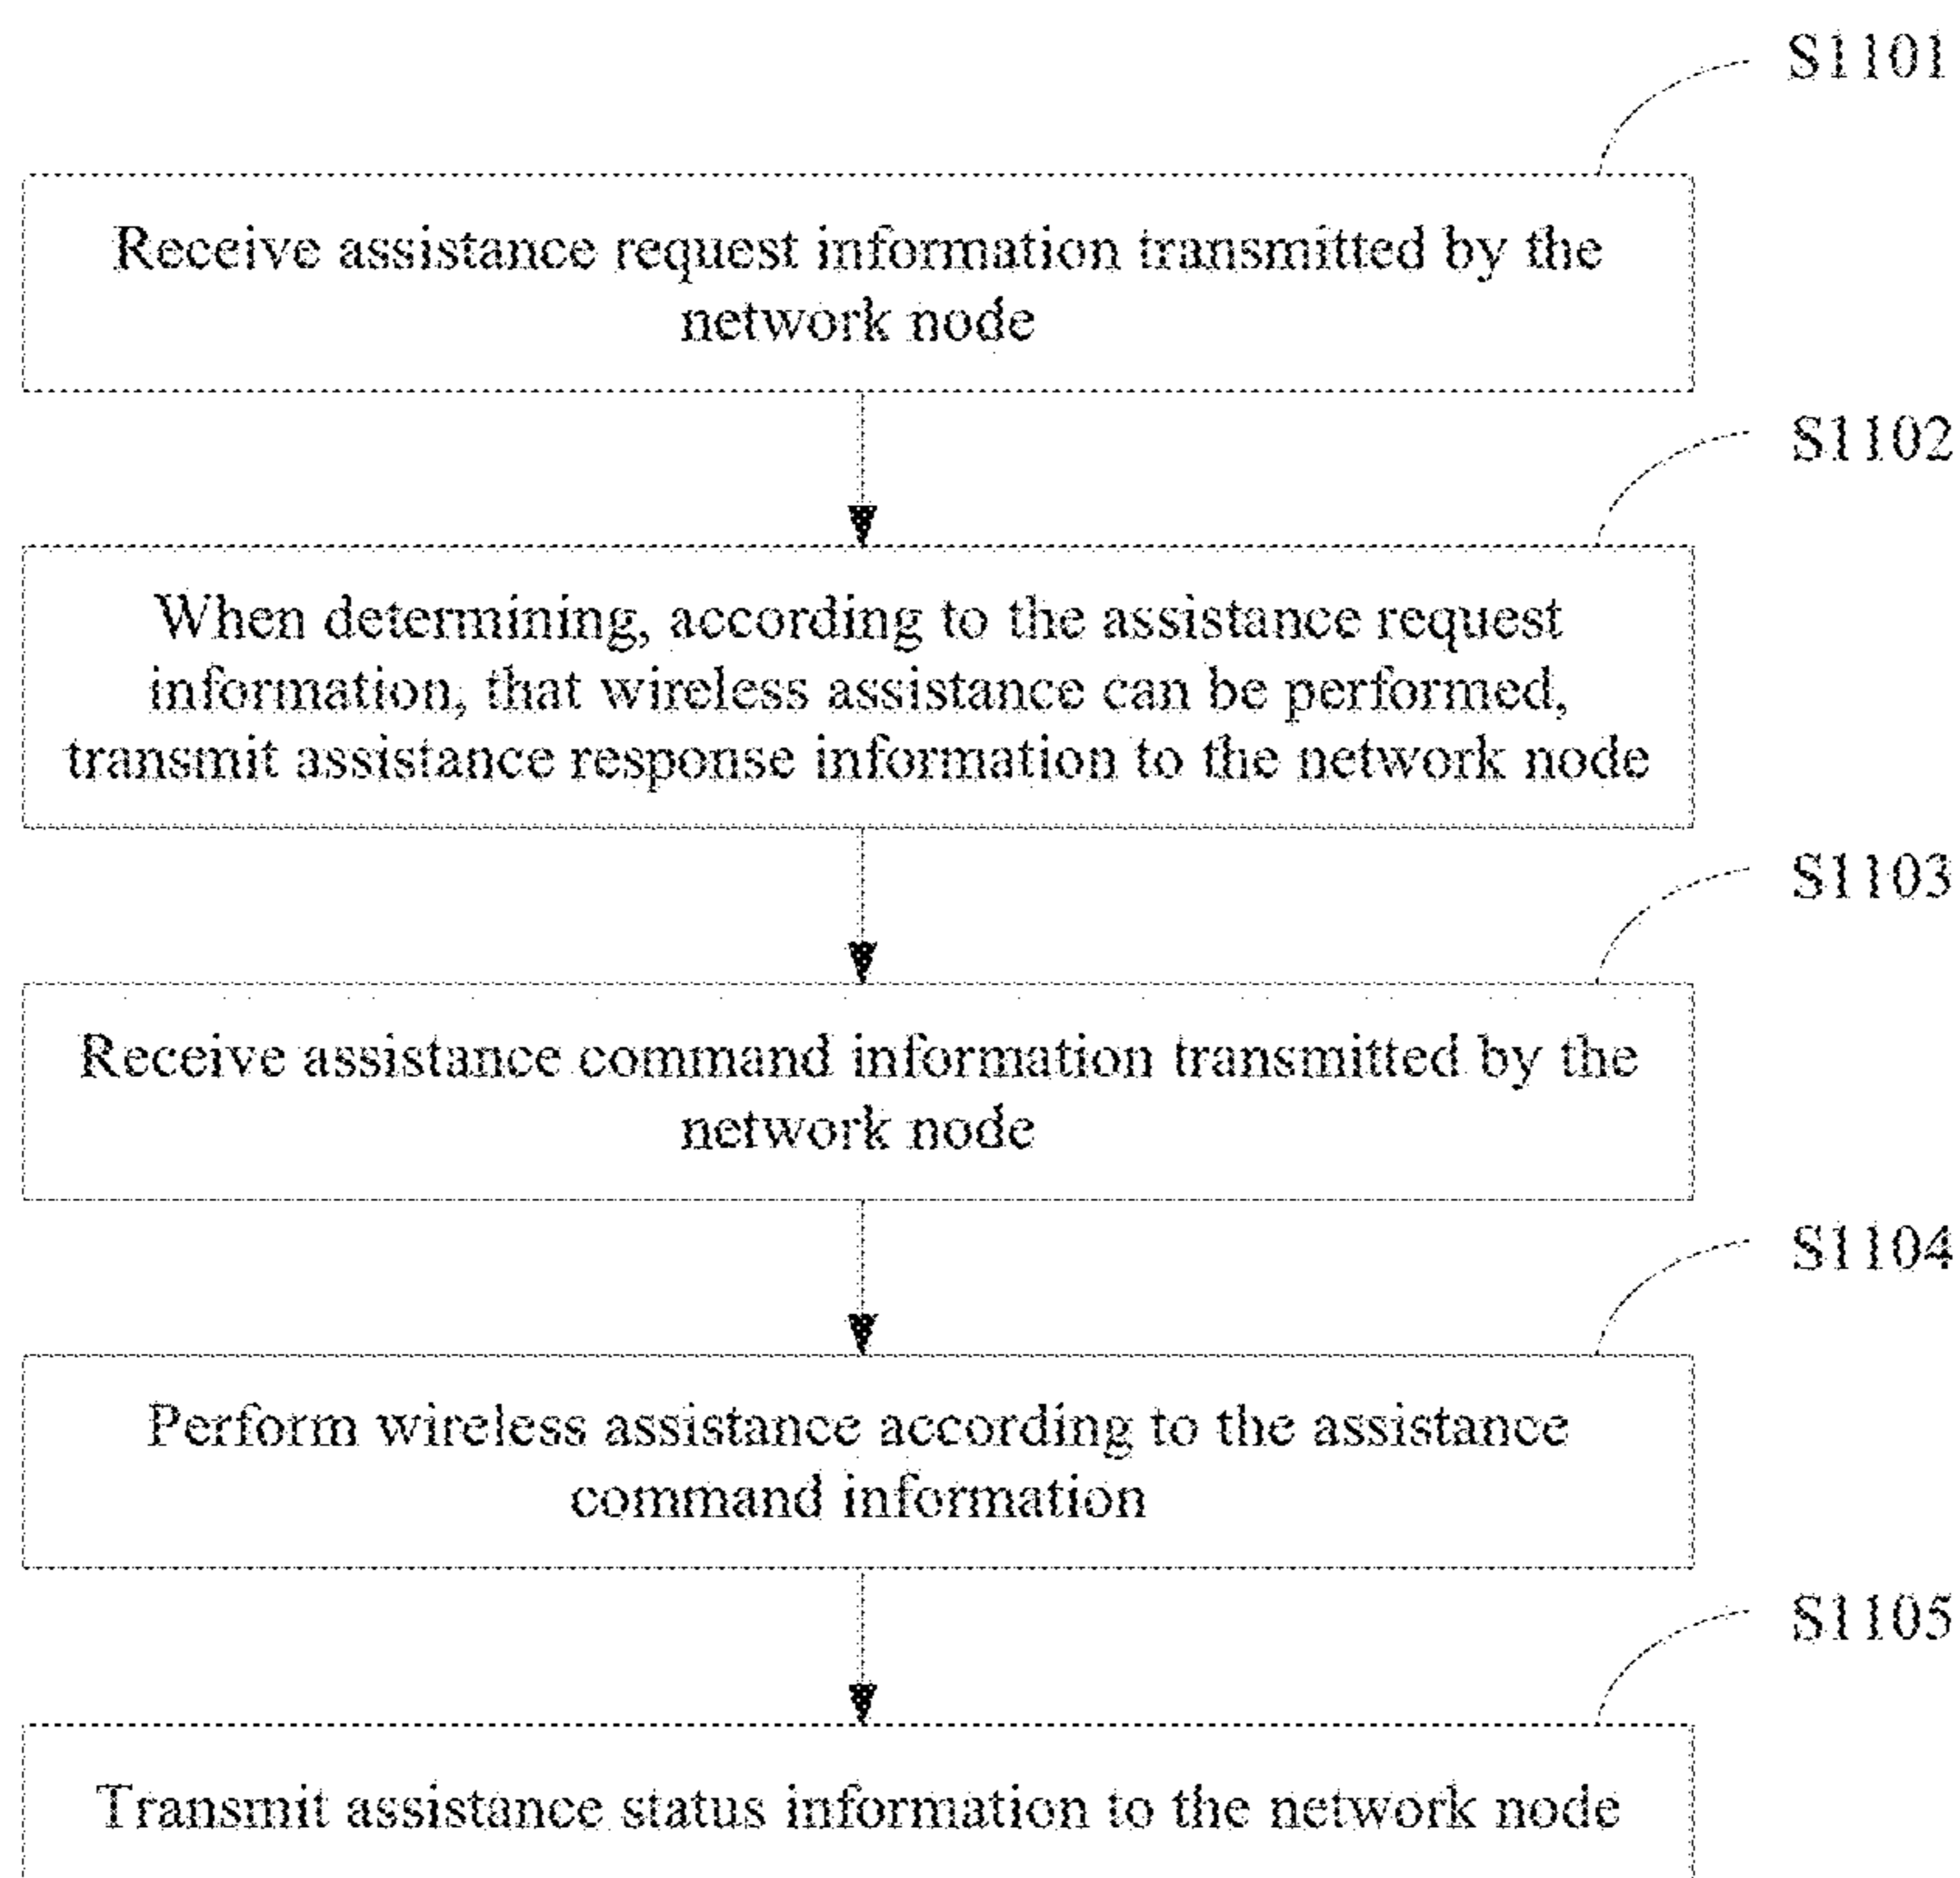 S1101
Receive assistance request information transmitted by the
network node
S1102
When determining, according to the assistance request
information, that wireless assistance can be performed,
transmit assistance response information to the network node
S1103
Receive assistance command information transmitted by the
network node
S1104
Perform wireless assistance according to the assistance
command information
S1105
Transmit assistance status information to the network node